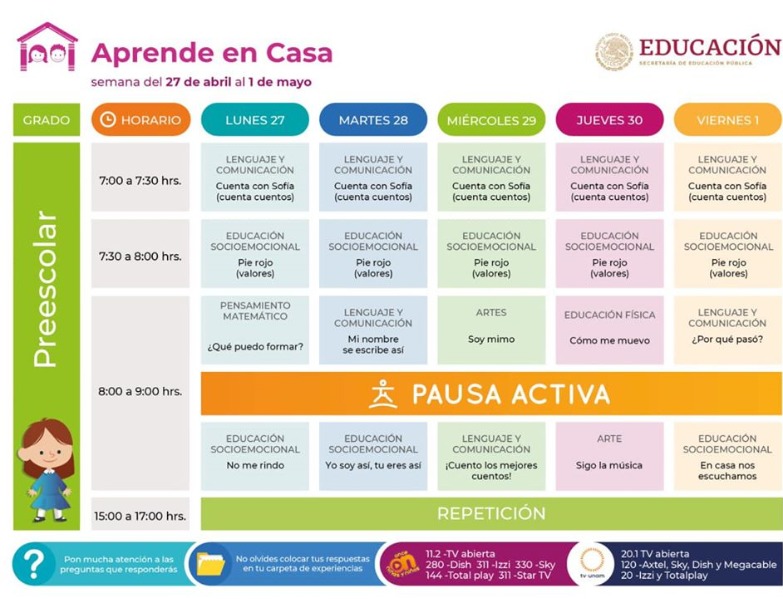 Aprende en Casa
semana del 27 de abril al 1 de mayo
EDUCACIÓN
SECRETARÍA DE EDUCACIÓN PÚBLICA
GRADO
HORARIO
LUNES 27
MARTES 28
MIÉRCOLES 29
JUEVES 30
VIERNES 1
Preescolar
7:00 a 7:30 hrs.
LENGUAJE Y
COMUNICACIÓN
Cuenta con Sofía
(cuenta cuentos)
LENGUAJE Y
COMUNICACIÓN
Cuenta con Sofía
(cuenta cuentos)
LENGUAJE Y
COMUNICACIÓN
Cuenta con Sofía
(cuenta cuentos)
LENGUAJE Y
COMUNICACIÓN
Cuenta con Sofía
(cuenta cuentos)
LENGUAJE Y
COMUNICACIÓN
Cuenta con Sofía
(cuenta cuentos)
7:30 a 8:00 hrs.
EDUCACIÓN
SOCIOEMOCIONAL
Pie rojo
(valores)
EDUCACIÓN
SOCIOEMOCIONAL
Pie rojo
(valores)
EDUCACIÓN
SOCIOEMOCIONAL
Pie rojo
(valores)
EDUCACIÓN
SOCIOEMOCIONAL
Pie rojo
(valores)
EDUCACIÓN
SOCIOEMOCIONAL
Pie rojo
(valores)
8:00 a 9:00 hrs.
PENSAMIENTO
MATEMÁTICO
¿Qué puedo formar?
LENGUAJE Y
COMUNICACIÓN
Mi nombre
se escribe así
ARTES
Soy mimo
EDUCACIÓN FÍSICA
Cómo me muevo
LENGUAJE Y
COMUNICACIÓN
¿Por qué pasó?
PAUSA ACTIVA
EDUCACIÓN
SOCIOEMOCIONAL
No me rindo
EDUCACIÓN
SOCIOEMOCIONAL
Yo soy así, tu eres así
LENGUAJE Y
COMUNICACIÓN
¡Cuento los mejores
cuentos!
ARTE
Sigo la música
EDUCACIÓN
SOCIOEMOCIONAL
En casa nos
escuchamos
15:00 a 17:00 hrs.
REPETICIÓN
?
Pon mucha atención a las
preguntas que responderás
No olvides colocar tus respuestas
en tu carpeta de experiencias
once
niñas y niños
11.2 -TV abierta
280 -Dish 311 -Izzi 330 -Sky
144 -Total play 311 -Star TV
tv unam
20.1 TV abierta
120 -Axtel, Sky, Dish y Megacable
20 -Izzi y Totalplay